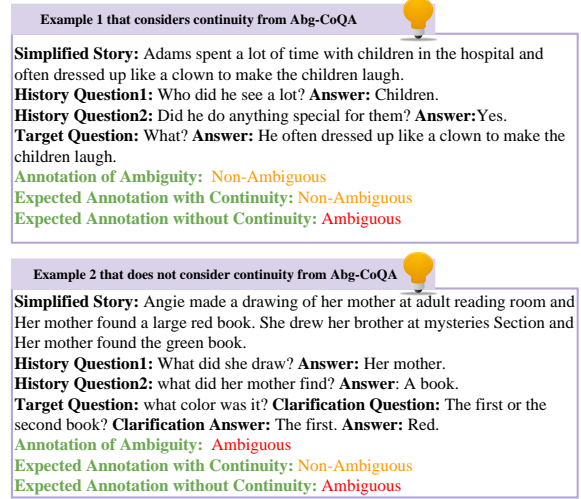 Example 1 that considers continuity from Abg-CoQA
Simplified Story: Adams spent a lot of time with children in the hospital and
often dressed up like a clown to make the children laugh.
History Question1: Who did he see a lot? Answer: Children.
History Question2: Did he do anything special for them? Answer:Yes.
Target Question: What? Answer: He often dressed up like a clown to make the
children laugh.
Annotation of Ambiguity: Non-Ambiguous
Expected Annotation with Continuity: Non-Ambiguous
Expected Annotation without Continuity: Ambiguous
Example 2 that does not consider continuity from Abg-CoQA
Simplified Story: Angie made a drawing of her mother at adult reading room and
Her mother found a large red book. She drew her brother at mysteries Section and
Her mother found the green book.
History Question1: What did she draw? Answer: Her mother.
History Question2: what did her mother find? Answer: A book.
Target Question: what color was it? Clarification Question: The first or the
second book? Clarification Answer: The first. Answer: Red.
Annotation of Ambiguity: Ambiguous
Expected Annotation with Continuity: Non-Ambiguous
Expected Annotation without Continuity: Ambiguous